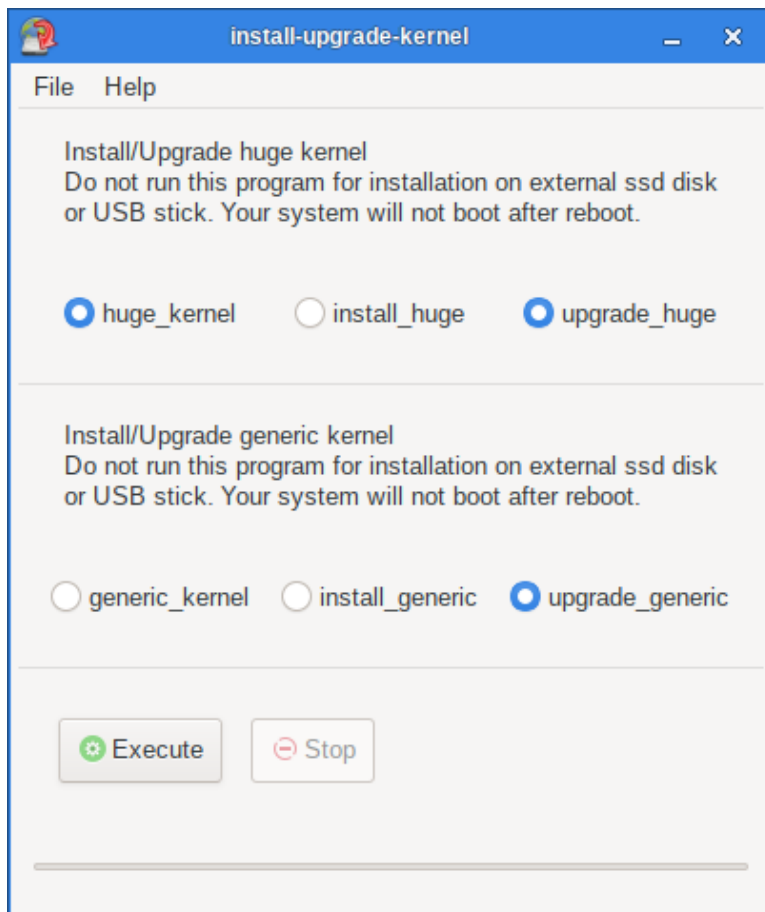 install-upgrade-kernel
File Help
Install/Upgrade huge kernel
Do not run this program for installation on external ssd disk
or USB stick. Your system will not boot after reboot.
huge_kernel install_huge upgrade_huge
Install/Upgrade generic kernel
Do not run this program for installation on external ssd disk
or USB stick. Your system will not boot after reboot.
generic_kernel install_generic upgrade_generic
Execute Stop